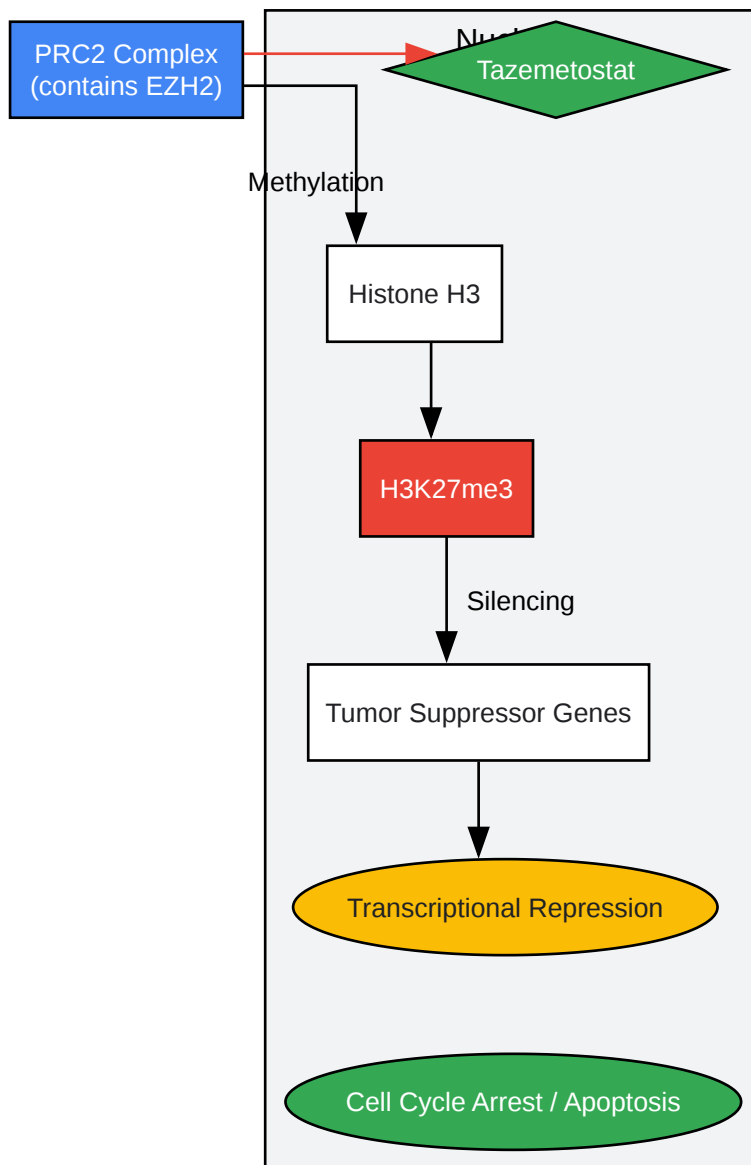 PRC2 Complex
(contains EZH2)
Tazemetostat
Methylation
Histone H3
H3K27me3
Silencing
Tumor Suppressor Genes
Transcriptional Repression
Cell Cycle Arrest / Apoptosis